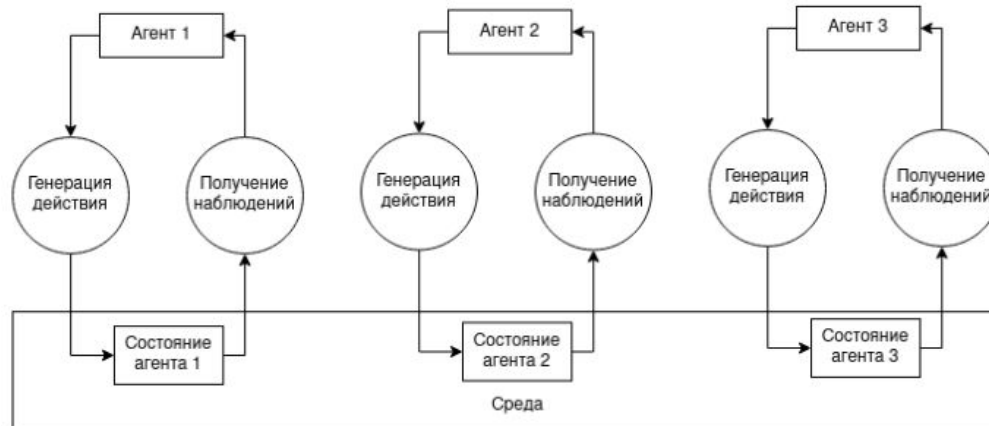 Агент 1
Агент 2
Агент 3
Генерация
действия
Получение
наблюдений
Генерация
действия
Получение
наблюдений
Генерация
действия
Получение
наблюдений
Состояние
агента 1
Состояние
агента 2
Состояние
агента 3
Среда